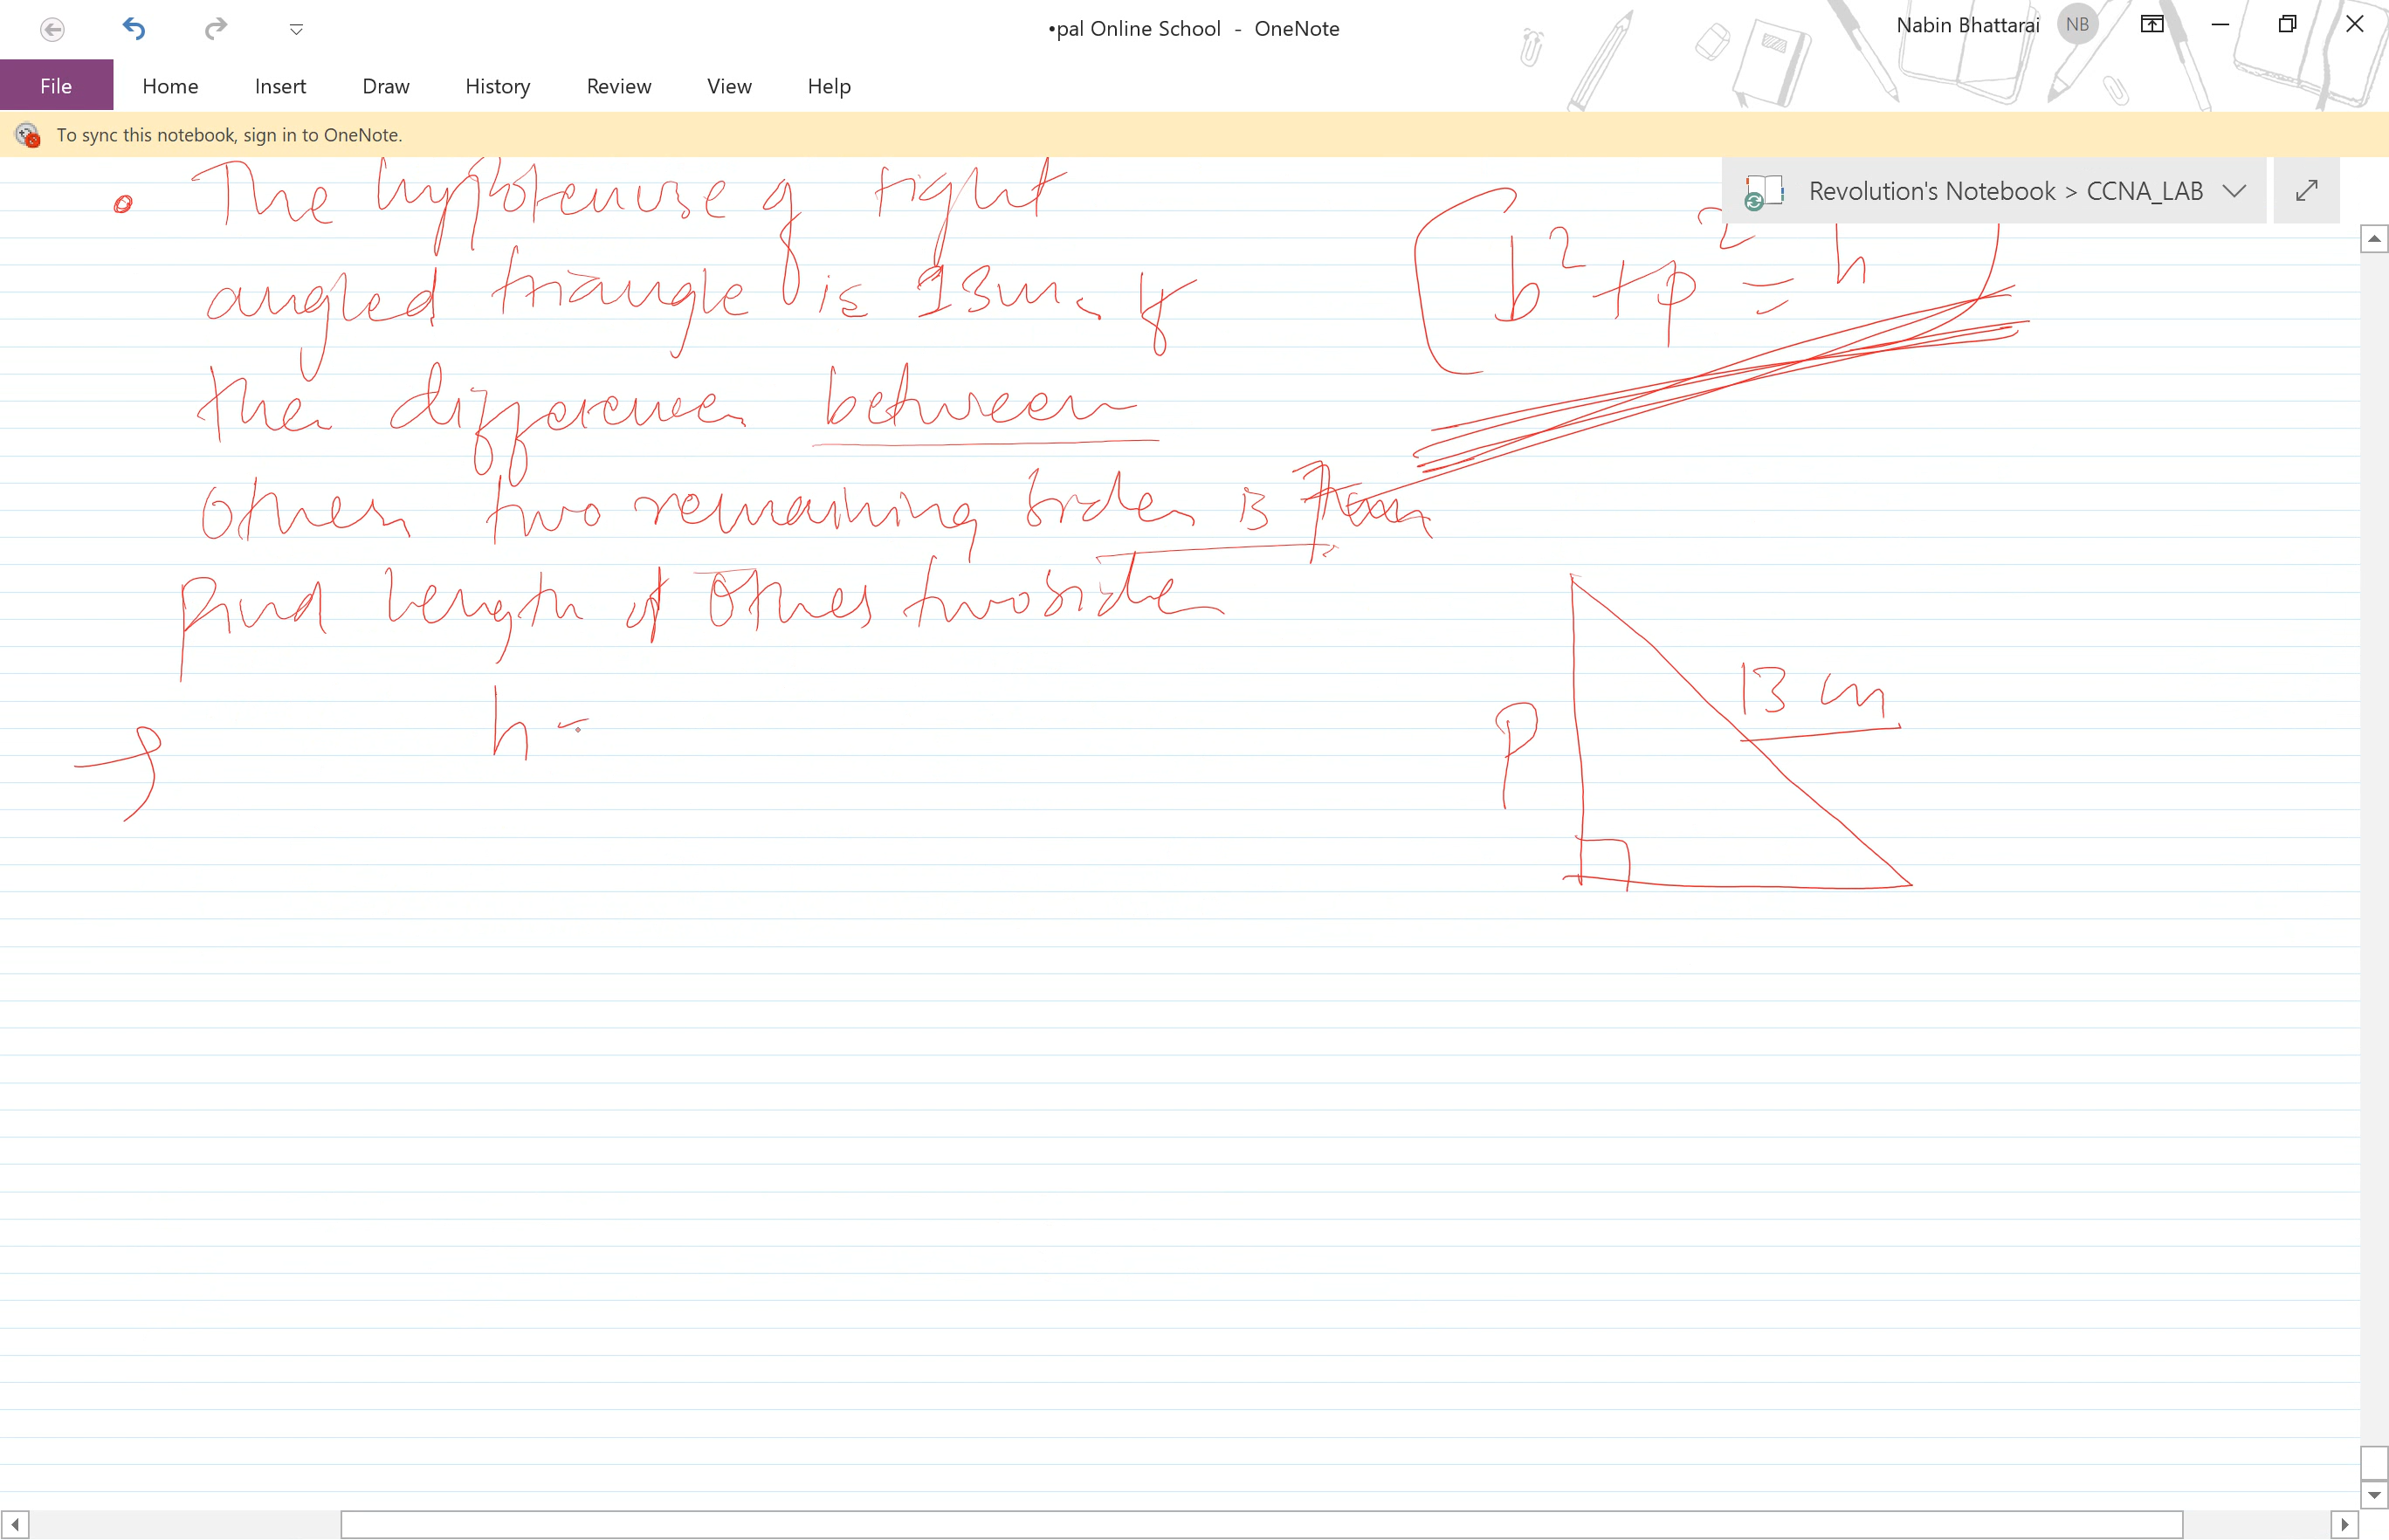 •pal Online School - OneNote
Nabin Bhattarai NB
File Home Insert Draw History Review View Help
To sync this notebook, sign in to OneNote.
Revolution's Notebook > CCNA_LAB
• The hypotenuse of right
angled triangle is 13cm. If
the difference between
other two remaining sides is 7cm
Find length of other two side
h =
b² + p² = h
P
13 cm